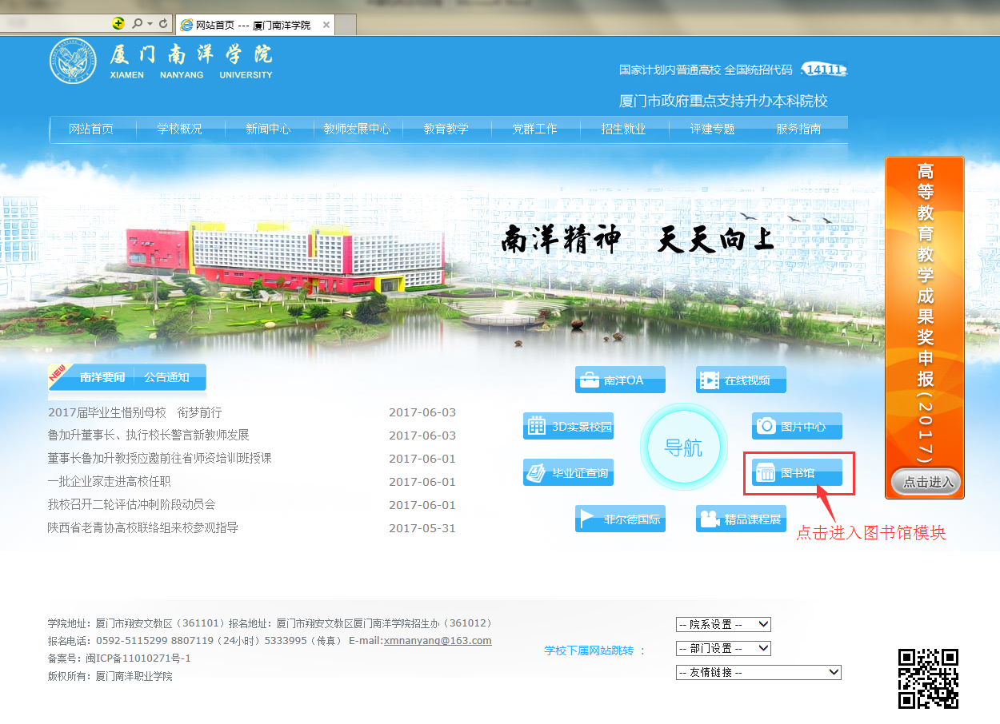 网站首页 --- 厦门南洋学院
厦门南洋学院
XIAMEN NANYANG UNIVERSITY
国家计划内普通高校 全国统招代码 14111
厦门市政府重点支持升办本科院校
网站首页 学校概况 新闻中心 教师发展中心 教育教学 党群工作 招生就业 评建专题 服务指南
南洋精神 天天向上
高等教育教学成果奖申报(2017)
点击进入
NEW 南洋要闻 公告通知
2017届毕业生惜别母校 衔梦前行 2017-06-03
鲁加升董事长、执行校长警言新教师发展 2017-06-03
董事长鲁加升教授应邀前往省师资培训班授课 2017-06-01
一批企业家走进高校任职 2017-06-01
我校召开二轮评估冲刺阶段动员会 2017-06-01
陕西省老青协高校联络组来校参观指导 2017-05-31
南洋OA 在线视频
3D实景校园 图片中心
导航
毕业证查询 图书馆
菲尔德国际 精品课程展
点击进入图书馆模块
学院地址：厦门市翔安文教区（361101）报名地址：厦门市翔安文教区厦门南洋学院招生办（361012）
报名电话：0592-5115299 8807119（24小时）5333995（传真） E-mail:xmnanyang@163.com
备案号：闽ICP备11010271号-1
版权所有：厦门南洋职业学院
学校下属网站跳转 ：
-- 院系设置 --
-- 部门设置 --
-- 友情链接 --